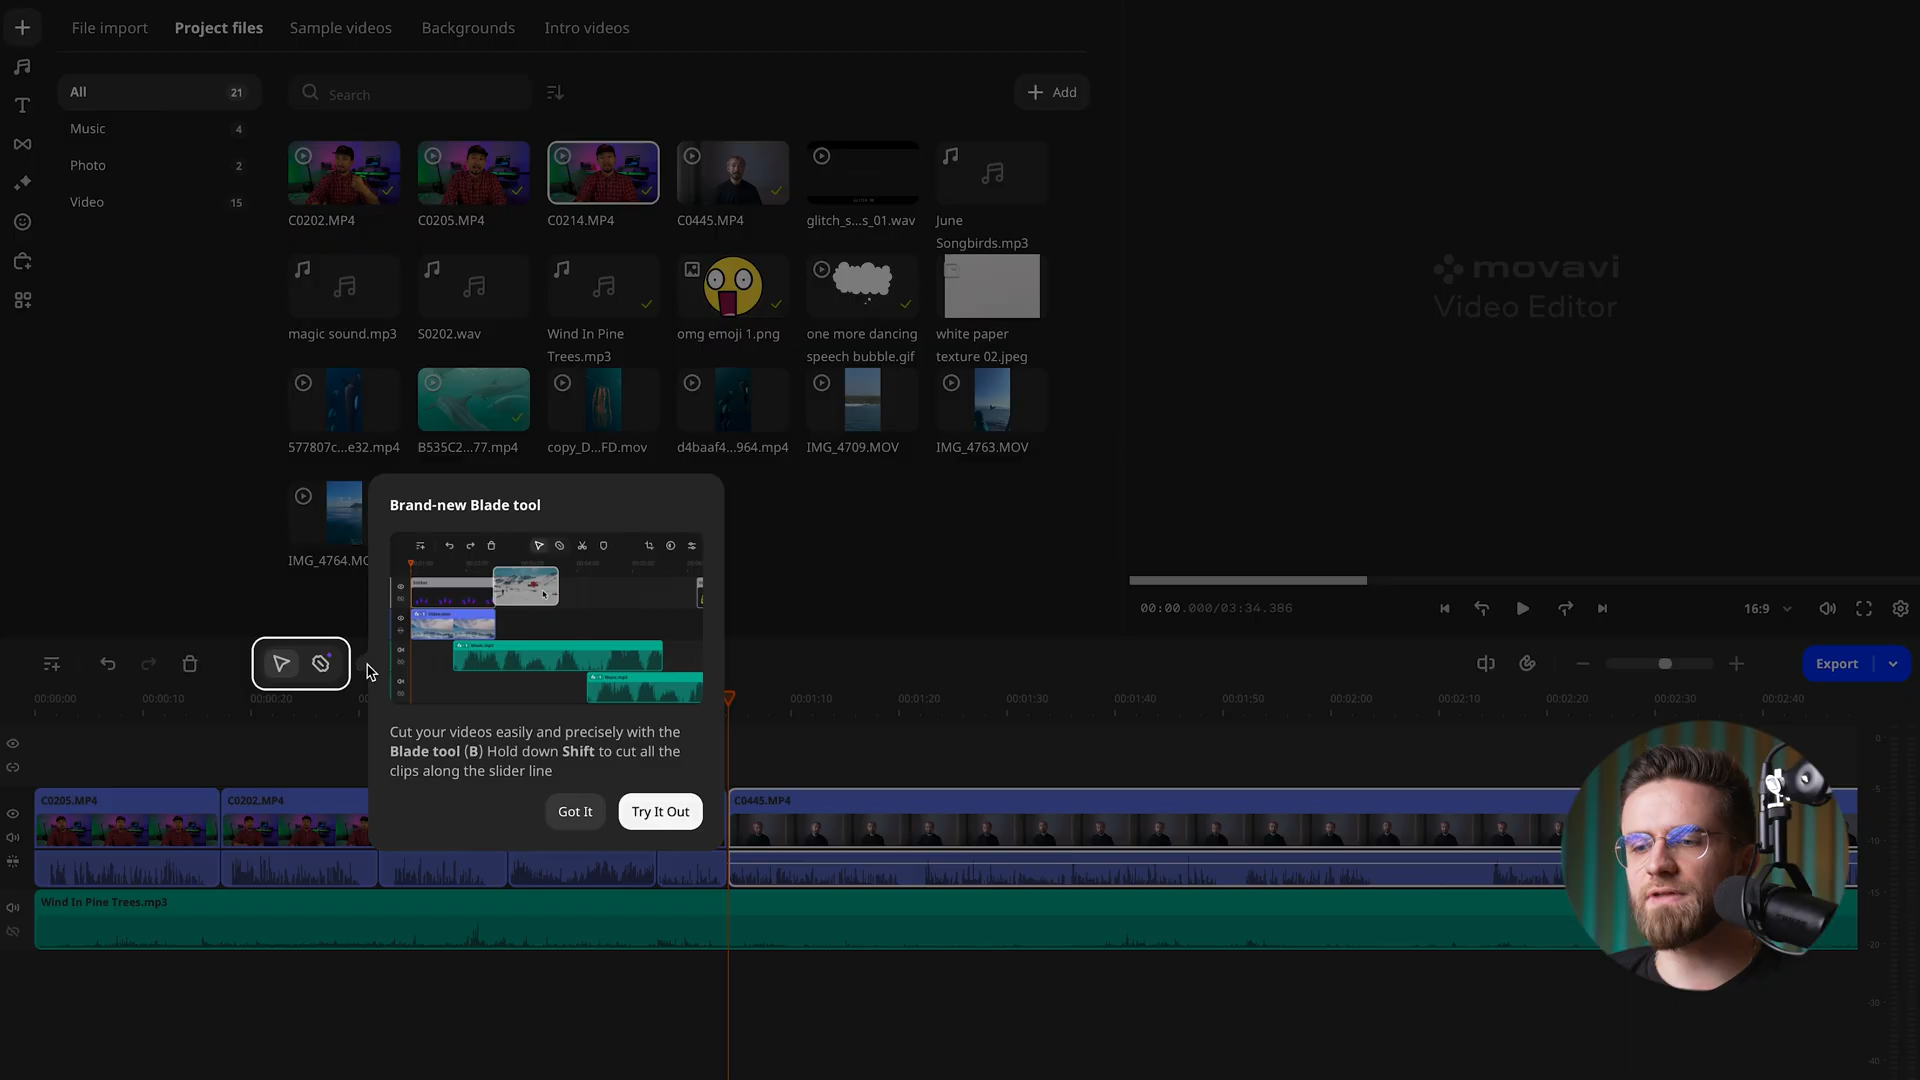 File import
Project files
Sample videos
Backgrounds
Intro videos
All
21
Search
Add
Music
4
Photo
2
Video
15
C0202.MP4
C0205.MP4
C0214.MP4
C0445.MP4
glitch_s...s_01.wav
June
Songbirds.mp3
magic sound.mp3
S0202.wav
Wind In Pine
Trees.mp3
omg emoji 1.png
one more dancing
speech bubble.gif
white paper
texture 02.jpeg
577807c...e32.mp4
B535C2...77.mp4
copy_D...FD.mov
d4baaf4...964.mp4
IMG_4709.MOV
IMG_4763.MOV
IMG_4764.MO
movavi
Video Editor
00:00.000/03:34.386
16:9
Brand-new Blade tool
Cut your videos easily and precisely with the
Blade tool (B) Hold down Shift to cut all the
clips along the slider line
Got It
Try It Out
Export
00:00:00
00:00:10
00:00:20
00:01:10
00:01:20
00:01:30
00:01:40
00:01:50
00:02:00
00:02:10
00:02:20
00:02:30
00:02:40
C0205.MP4
C0202.MP4
C0445.MP4
Wind In Pine Trees.mp3
0
-5
-10
-15
-20
-30
-40